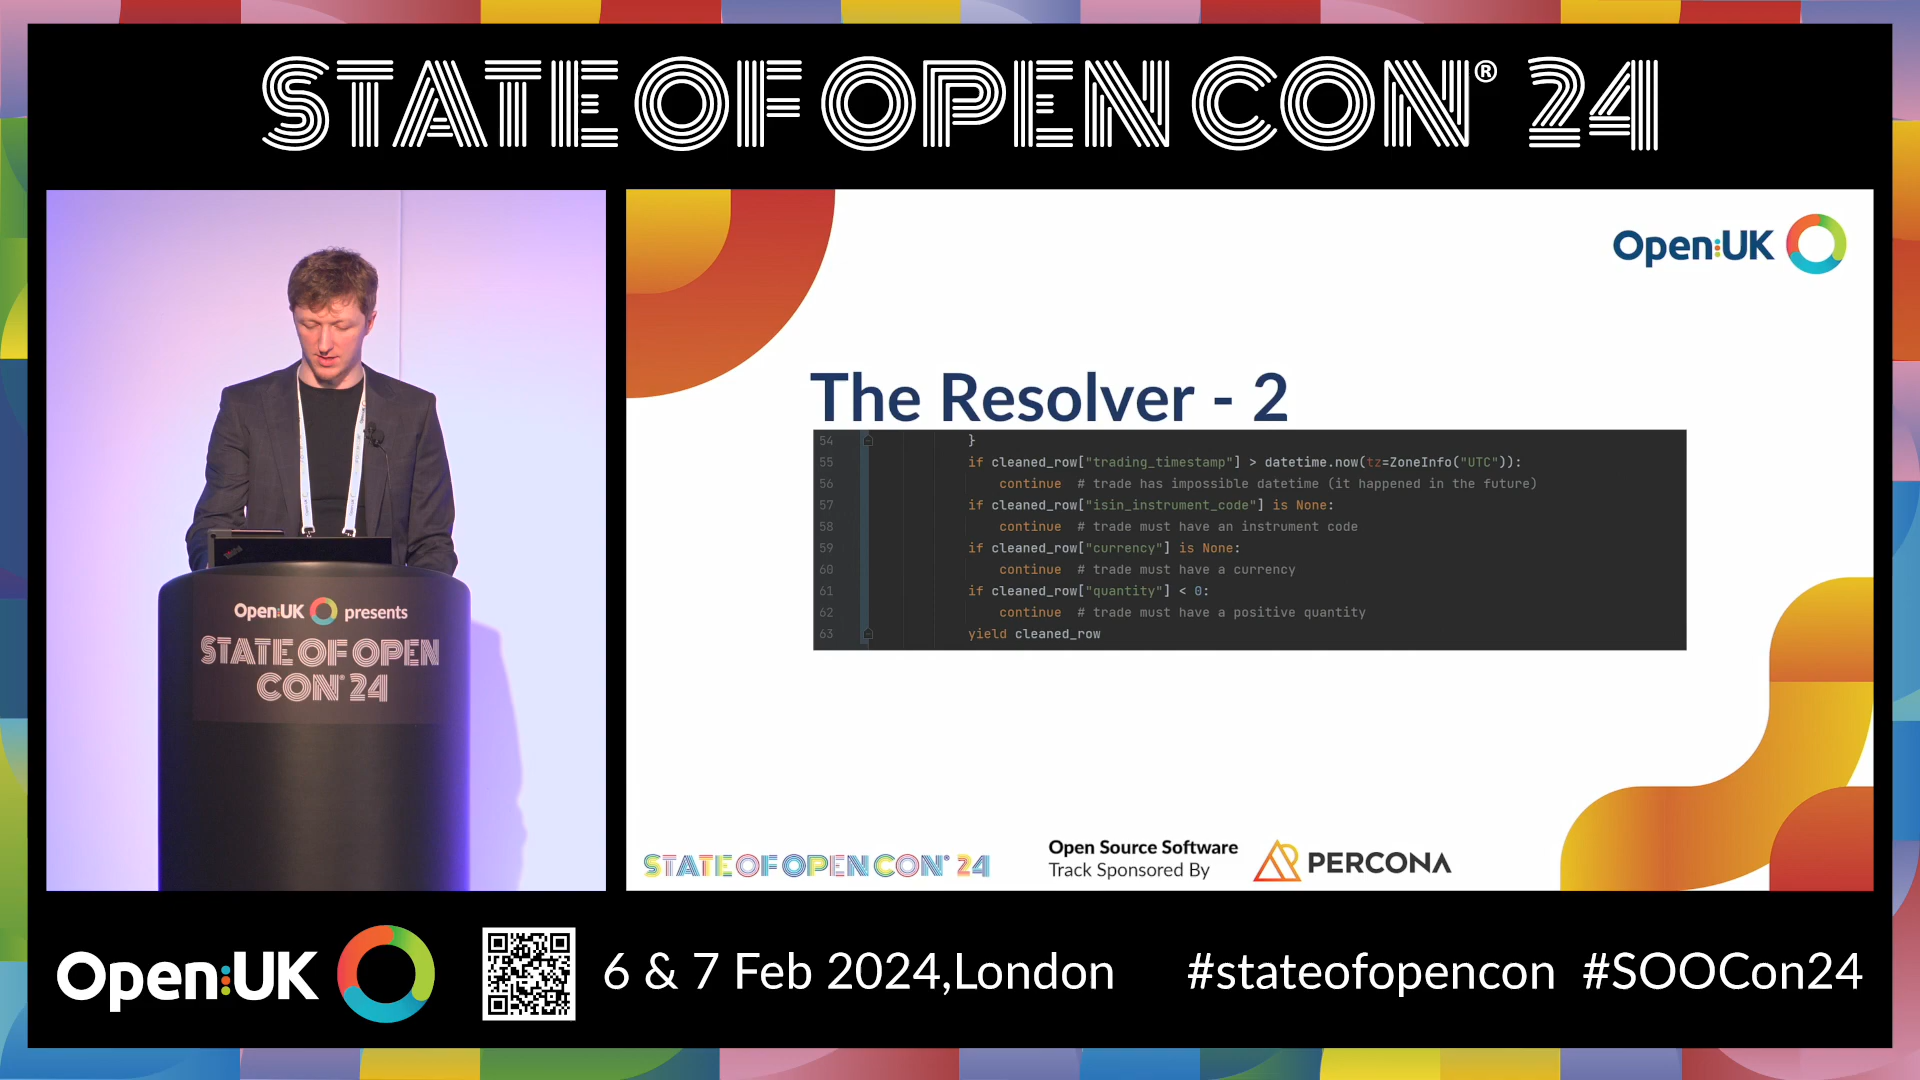 STATE OF OPEN CON® 24
Open:UK
The Resolver - 2
54 }
55 if cleaned_row["trading_timestamp"] > datetime.now(tz=ZoneInfo("UTC")):
56 continue # trade has impossible datetime (it happened in the future)
57 if cleaned_row["isin_instrument_code"] is None:
58 continue # trade must have an instrument code
59 if cleaned_row["currency"] is None:
60 continue # trade must have a currency
61 if cleaned_row["quantity"] < 0:
62 continue # trade must have a positive quantity
63 yield cleaned_row
Open:UK presents
STATE OF OPEN
CON® 24
STATE OF OPEN CON® 24
Open Source Software
Track Sponsored By
PERCONA
Open:UK
6 & 7 Feb 2024,London
#stateofopencon #SOOCon24